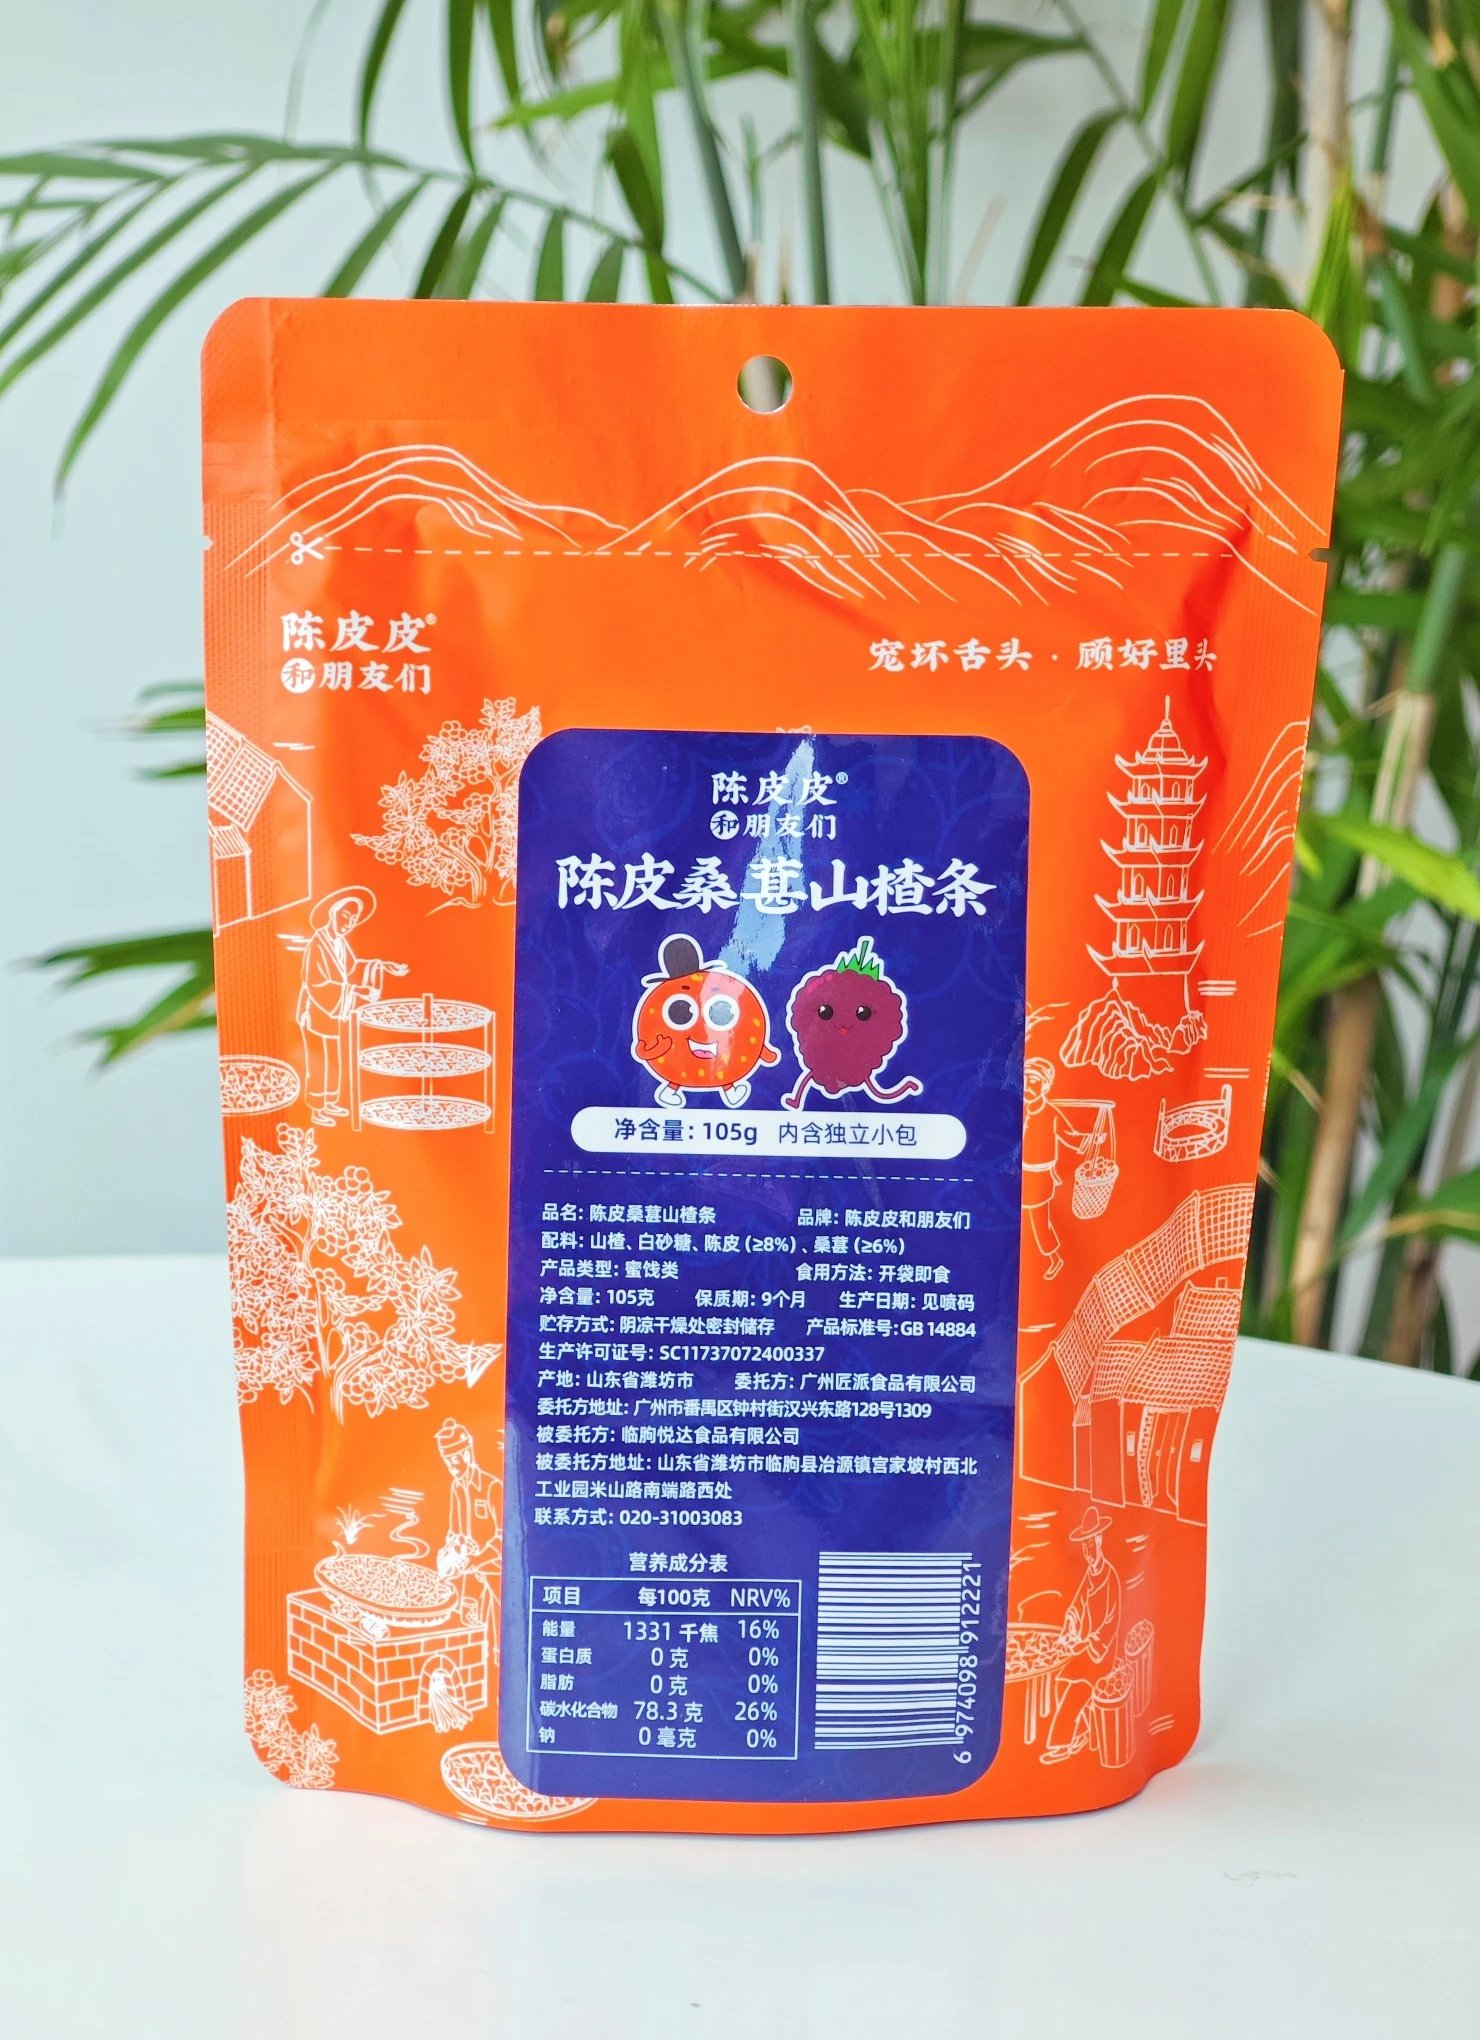 陈皮皮®
和朋友们
宠坏舌头·顾好里头
陈皮皮®
和朋友们
陈皮桑葚山楂条
净含量：105g 内含独立小包
品名：陈皮桑葚山楂条 品牌：陈皮皮和朋友们
配料：山楂、白砂糖、陈皮（≥8%）、桑葚（≥6%）
产品类型：蜜饯类 食用方法：开袋即食
净含量：105克 保质期：9个月 生产日期：见喷码
贮存方式：阴凉干燥处密封储存 产品标准号：GB 14884
生产许可证号：SC11737072400337
产地：山东省潍坊市 委托方：广州匠派食品有限公司
委托方地址：广州市番禺区钟村街汉兴东路128号1309
被委托方：临朐悦达食品有限公司
被委托方地址：山东省潍坊市临朐县冶源镇宫家坡村西北
工业园米山路南端路西处
联系方式：020-31003083
营养成分表
项目 每100克 NRV%
能量 1331 千焦 16%
蛋白质 0 克 0%
脂肪 0 克 0%
碳水化合物 78.3 克 26%
钠 0 毫克 0%
6 974098 912221